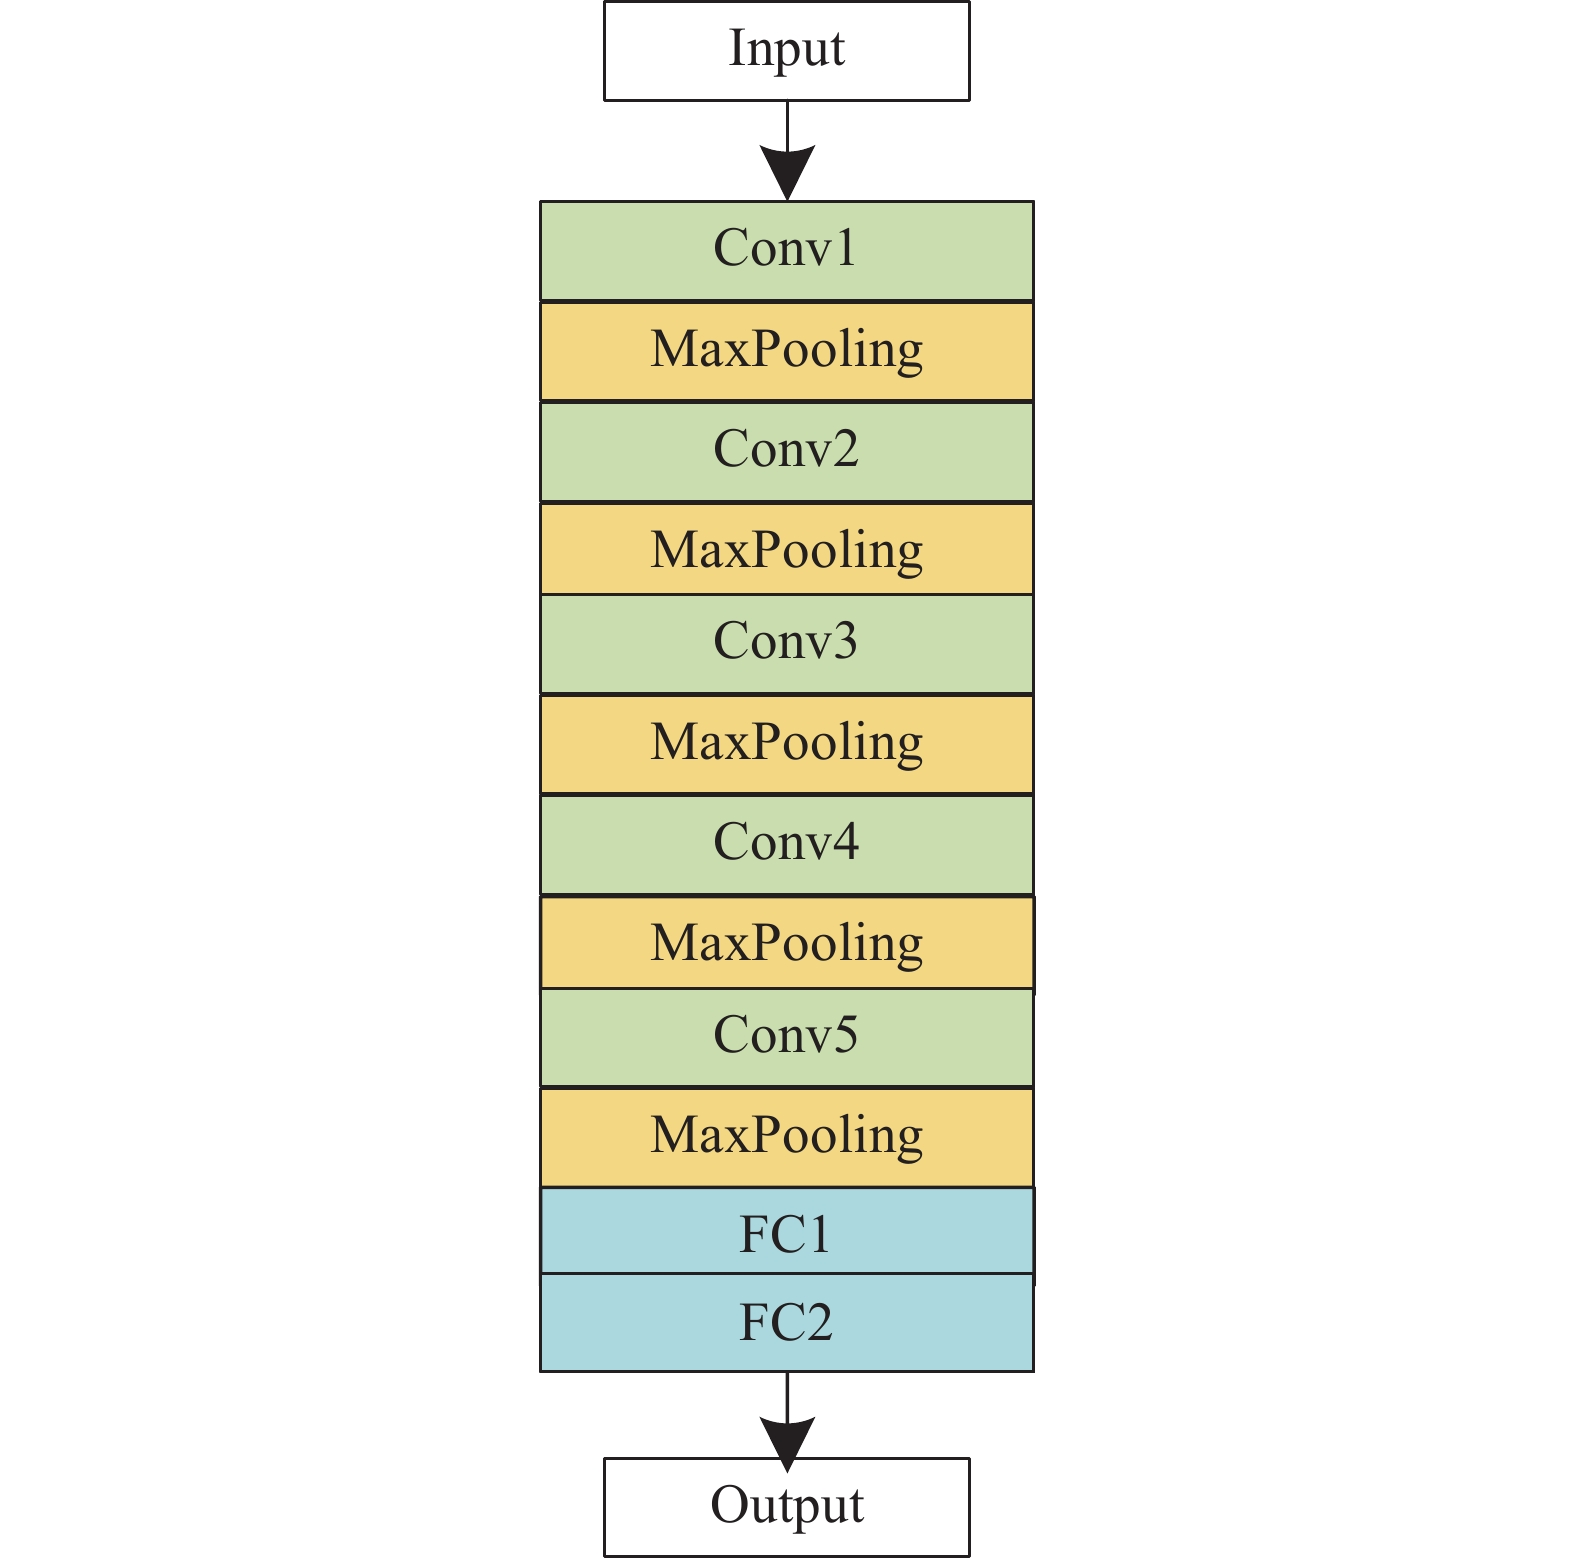 Input
Conv1
MaxPooling
Conv2
MaxPooling
Conv3
MaxPooling
Conv4
MaxPooling
Conv5
MaxPooling
FC1
FC2
Output